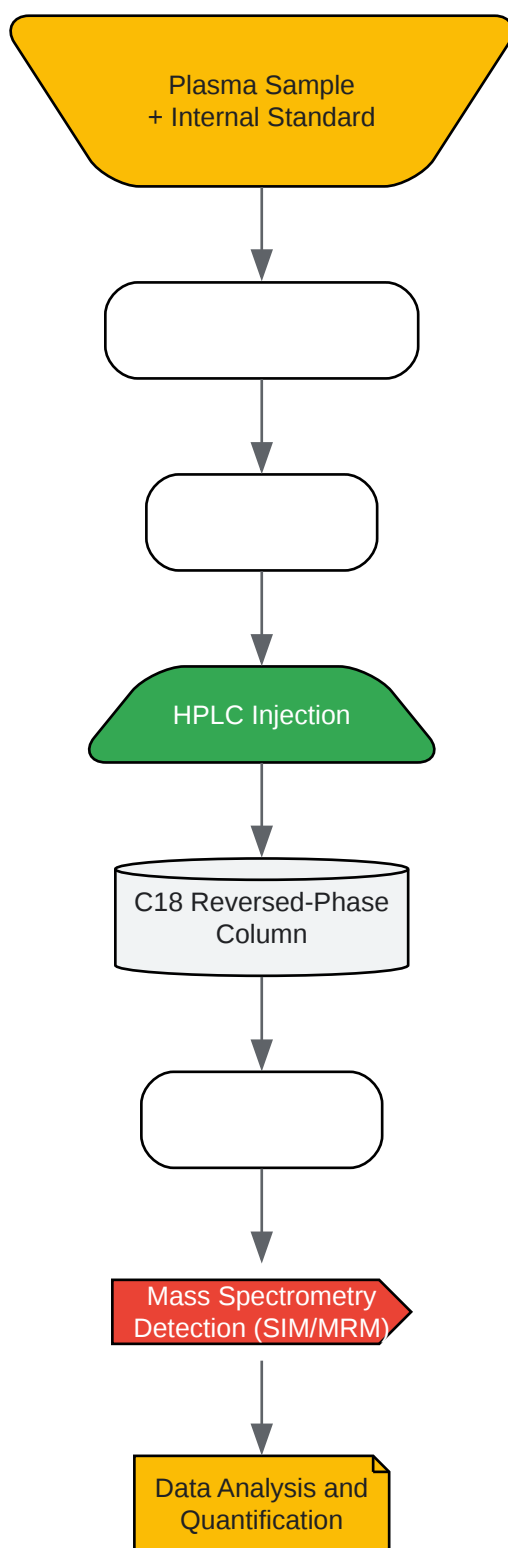 Plasma Sample
+ Internal Standard
HPLC Injection
C18 Reversed-Phase
Column
Mass Spectrometry
Detection (SIM/MRM)
Data Analysis and
Quantification